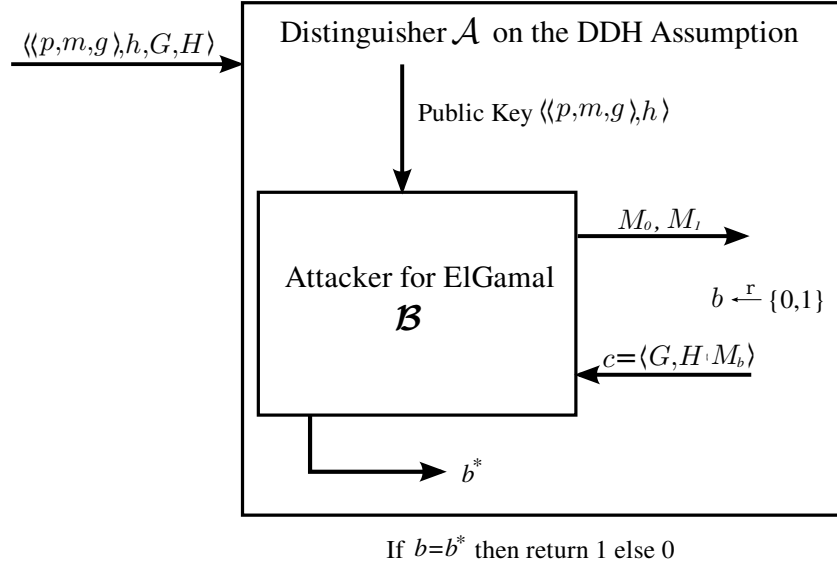 Distinguisher 𝒜 on the DDH Assumption
⟨⟨p,m,g⟩,h,G,H⟩
Public Key ⟨⟨p,m,g⟩,h⟩
M₀, M₁
Attacker for ElGamal
ℬ
b ←r {0,1}
c=⟨G,H·M_b⟩
b*
If b=b* then return 1 else 0